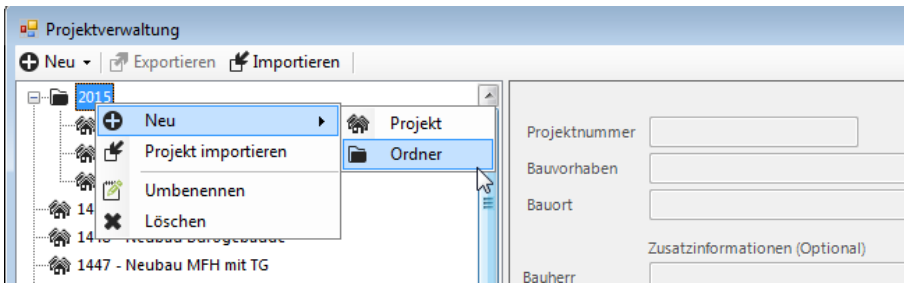 Projektverwaltung
Neu Exportieren Importieren
2015
Neu
Projekt importieren
Umbenennen
Löschen
Projekt
Ordner
14
1447 - Neubau MFH mit TG
Projektnummer
Bauvorhaben
Bauort
Zusatzinformationen (Optional)
Bauherr